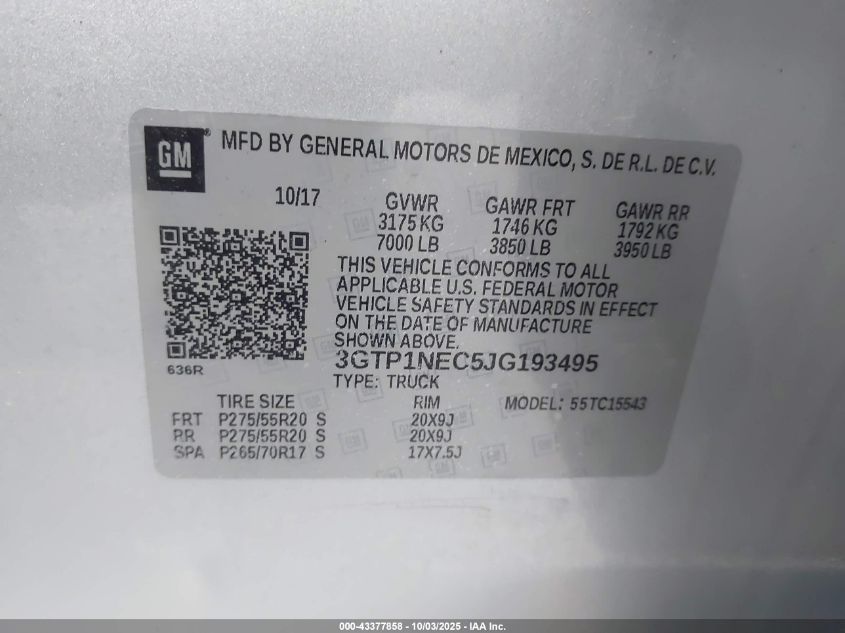 GM ® MFD BY GENERAL MOTORS DE MEXICO, S. DE R.L. DE C.V.
10/17 GVWR GAWR FRT GAWR RR
3175 KG 1746 KG 1792 KG
7000 LB 3850 LB 3950 LB
THIS VEHICLE CONFORMS TO ALL
APPLICABLE U.S. FEDERAL MOTOR
VEHICLE SAFETY STANDARDS IN EFFECT
ON THE DATE OF MANUFACTURE
SHOWN ABOVE.
3GTP1NEC5JG193495
636R
TYPE: TRUCK
TIRE SIZE RIM MODEL: 55TC15543
FRT P275/55R20 S 20X9J
RR P275/55R20 S 20X9J
SPA P265/70R17 S 17X7.5J
000-43377858 - 10/03/2025 - IAA Inc.